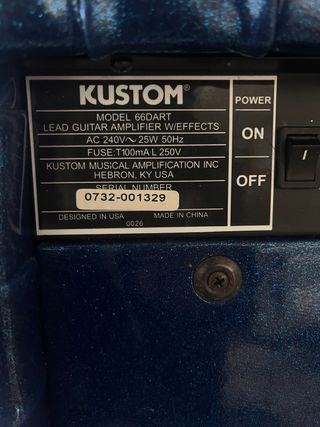 KUSTOM®
MODEL 66DART
LEAD GUITAR AMPLIFIER W/EFFECTS
AC 240V~25W 50Hz
FUSE:T100mA L 250V
KUSTOM MUSICAL AMPLIFICATION INC
HEBRON, KY USA
SERIAL NUMBER
0732-001329
DESIGNED IN USA MADE IN CHINA
0026
POWER
ON
OFF
I